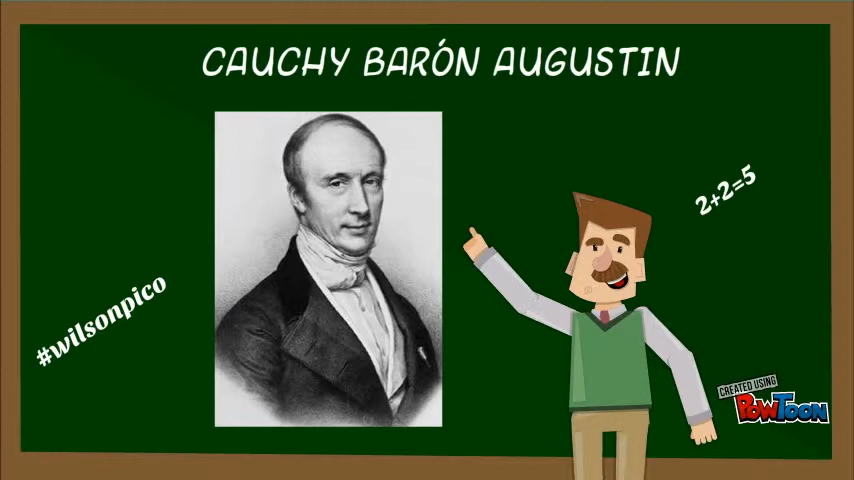 CAUCHY BARÓN AUGUSTIN
2+2=5
#wilsonpico
CREATED USING
POWTOON